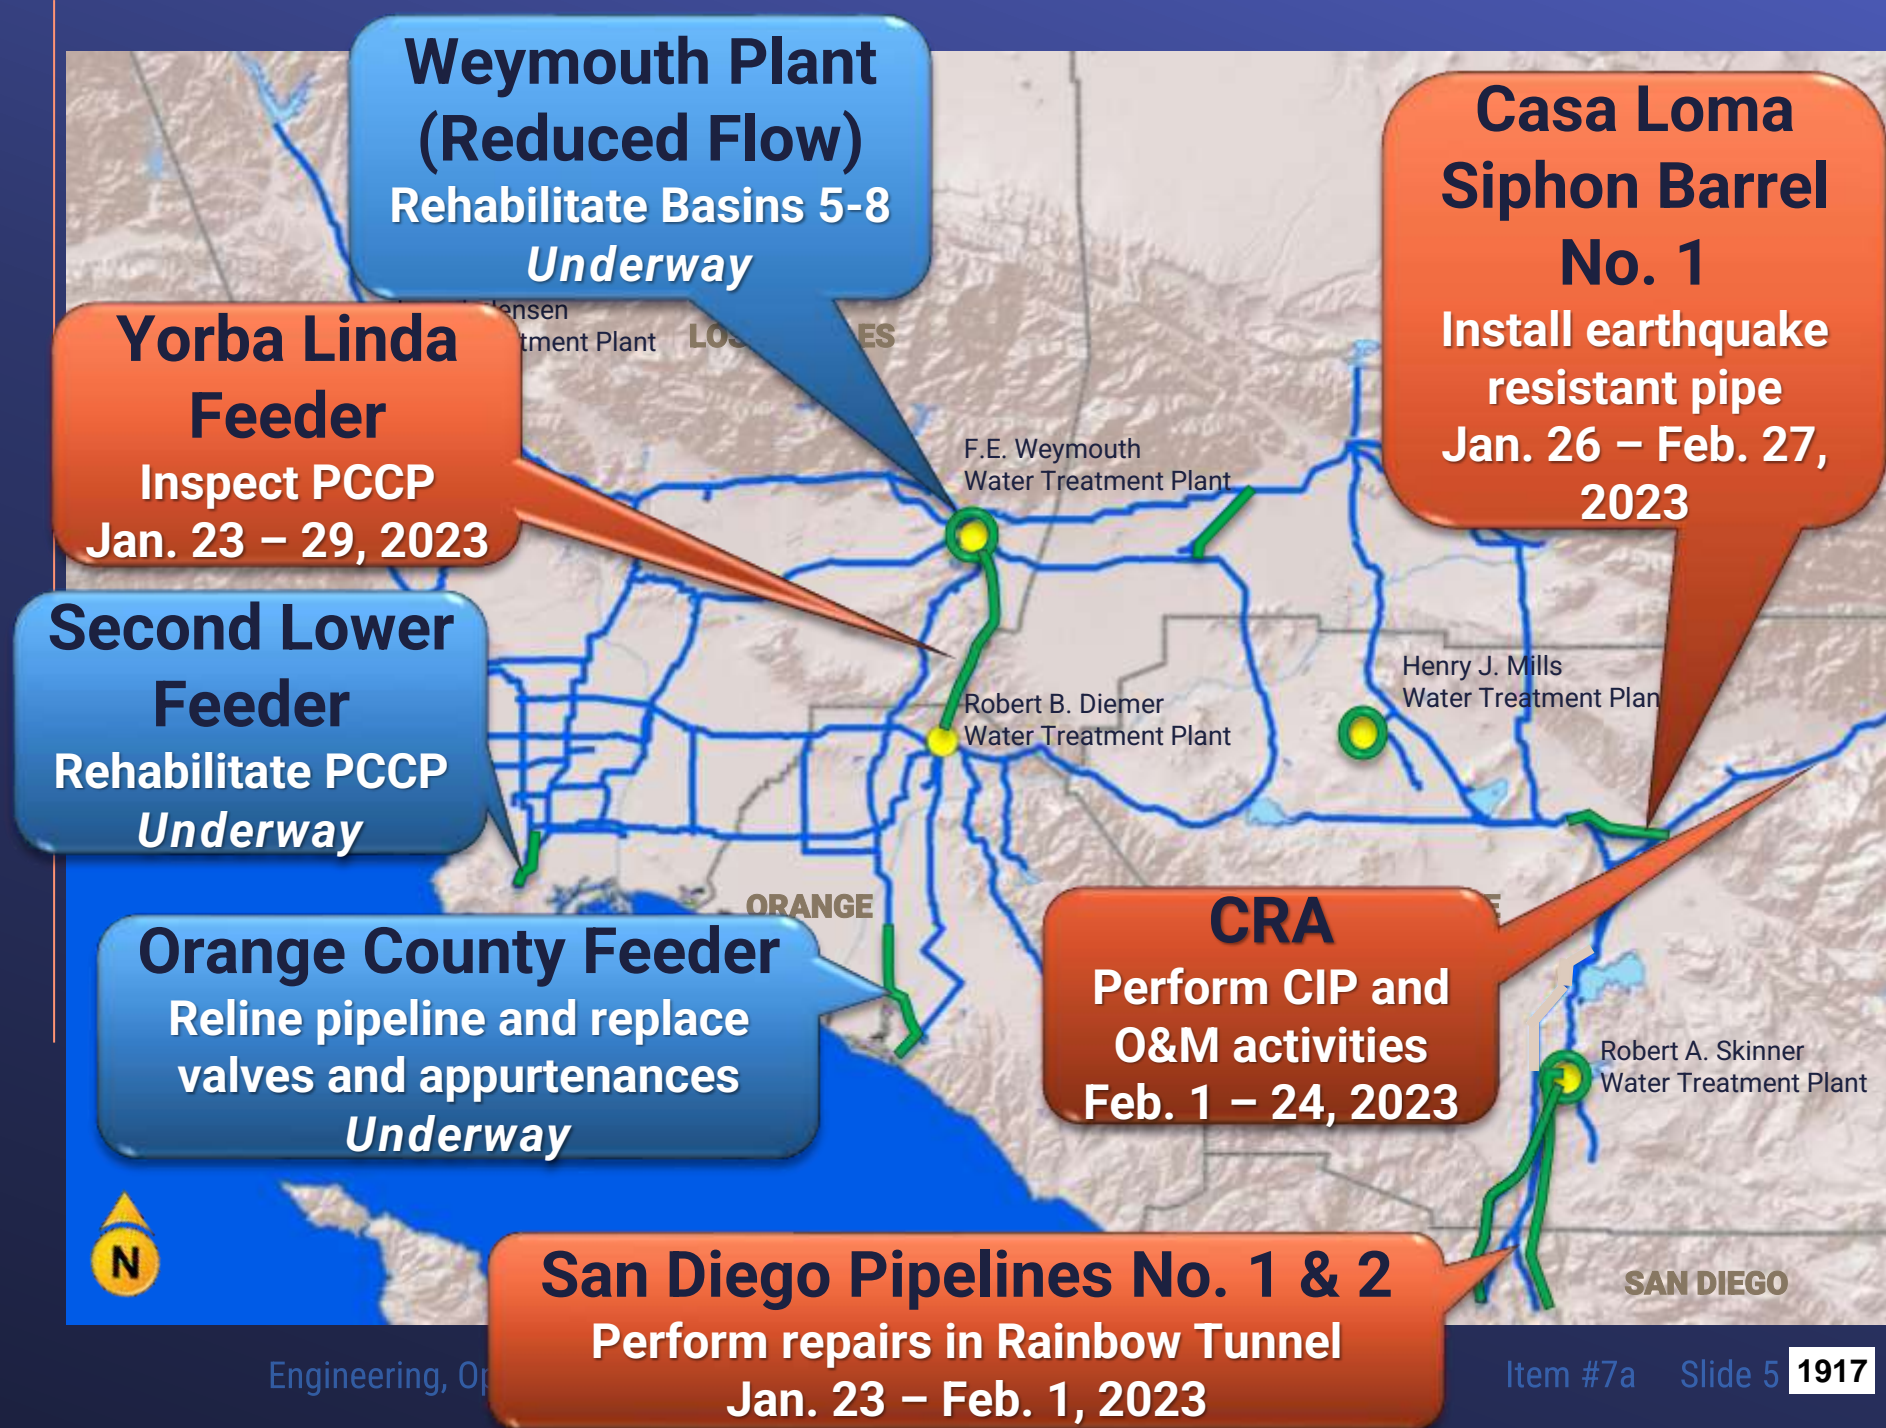 Weymouth Plant
(Reduced Flow)
Rehabilitate Basins 5-8
Underway
Casa Loma
Siphon Barrel
No. 1
Install earthquake
resistant pipe
Jan. 26 – Feb. 27,
2023
Yorba Linda
Feeder
Inspect PCCP
Jan. 23 – 29, 2023
Plant
F.E. Weymouth
Water Treatment Plant
Second Lower
Feeder
Rehabilitate PCCP
Underway
Henry J. Mills
Water Treatment Plan
Robert B. Diemer
Water Treatment Plant
ORANGE
Orange County Feeder
Reline pipeline and replace
valves and appurtenances
Underway
CRA
Perform CIP and
O&M activities
Feb. 1 – 24, 2023
Robert A. Skinner
Water Treatment Plant
N
San Diego Pipelines No. 1 & 2
Perform repairs in Rainbow Tunnel
Jan. 23 – Feb. 1, 2023
SAN DIEGO
Engineering,
Item #7a Slide 5 1917